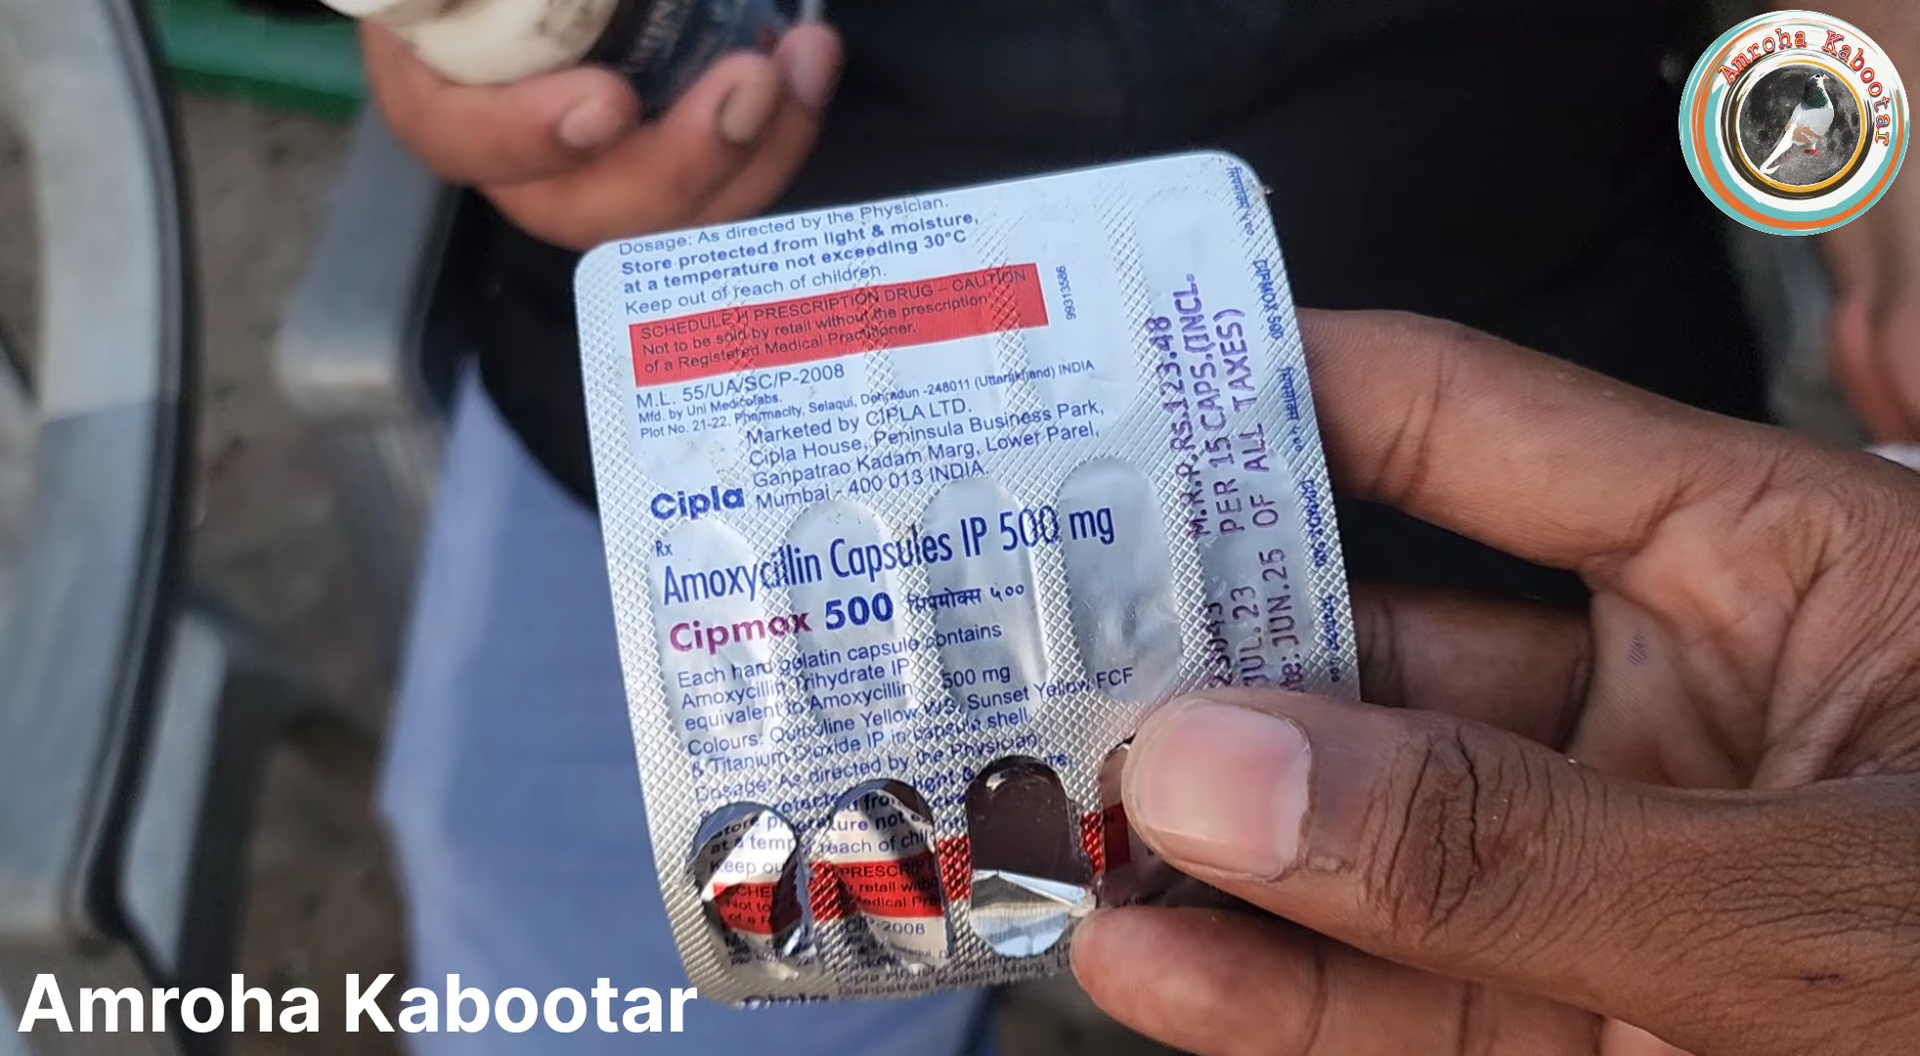 Amroha Kabootar
Dosage: As directed by the Physician.
Store protected from light & moisture,
at a temperature not exceeding 30°C
Keep out of reach of children.
SCHEDULE H PRESCRIPTION DRUG – CAUTION
Not to be sold by retail without the prescription
of a Registered Medical Practitioner.
99313586
M.L. 55/UA/SC/P-2008
Mfd. by Uni Medicolabs.
Plot No. 21-22, Pharmacity, Selaqui, Dehradun -248011 (Uttarakhand) INDIA
Marketed by CIPLA LTD.
Cipla House, Peninsula Business Park,
Ganpatrao Kadam Marg, Lower Parel,
Mumbai - 400 013 INDIA.
Cipla
Rx
Amoxycillin Capsules IP 500 mg
Cipmox 500 सिपमोक्स ५००
Each hard gelatin capsule contains
Amoxycillin Trihydrate IP
equivalent to Amoxycillin 500 mg
Colours: Quinoline Yellow WS, Sunset Yellow FCF
& Titanium Dioxide IP in capsule shell
Dosage: As directed by the Physician
M.R.P.RS.123.48
PER 15 CAPS.(INCL.
OF ALL TAXES)
JUL.23
JUN.25
CIPMOX 500
Amroha Kabootar